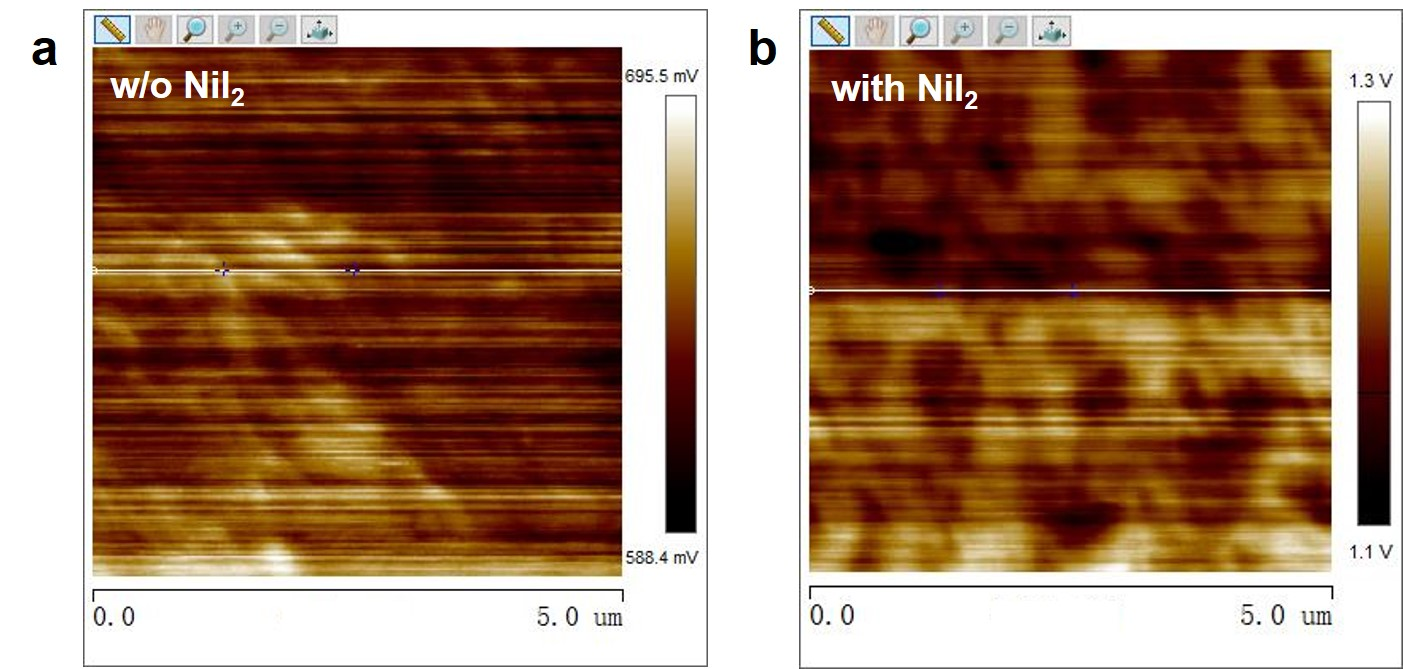 a
w/o NiI₂
695.5 mV
588.4 mV
0.0 5.0 um
b
with NiI₂
1.3 V
1.1 V
0.0 5.0 um